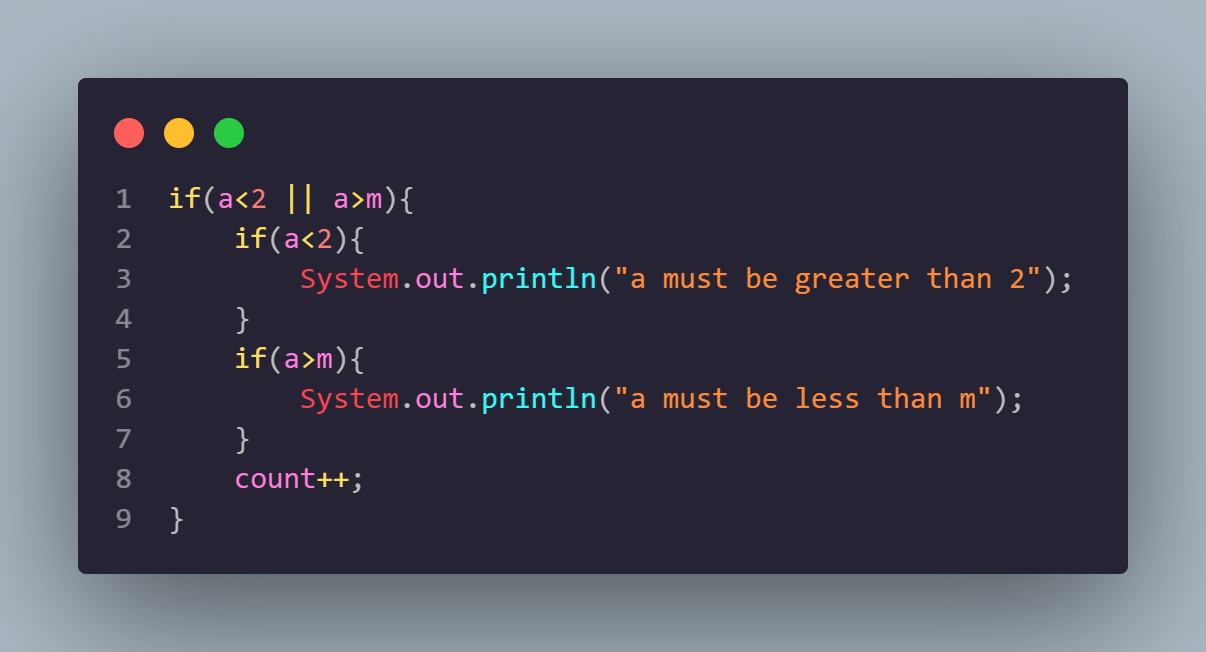 1 if(a<2 || a>m){
2     if(a<2){
3         System.out.println("a must be greater than 2");
4     }
5     if(a>m){
6         System.out.println("a must be less than m");
7     }
8     count++;
9 }